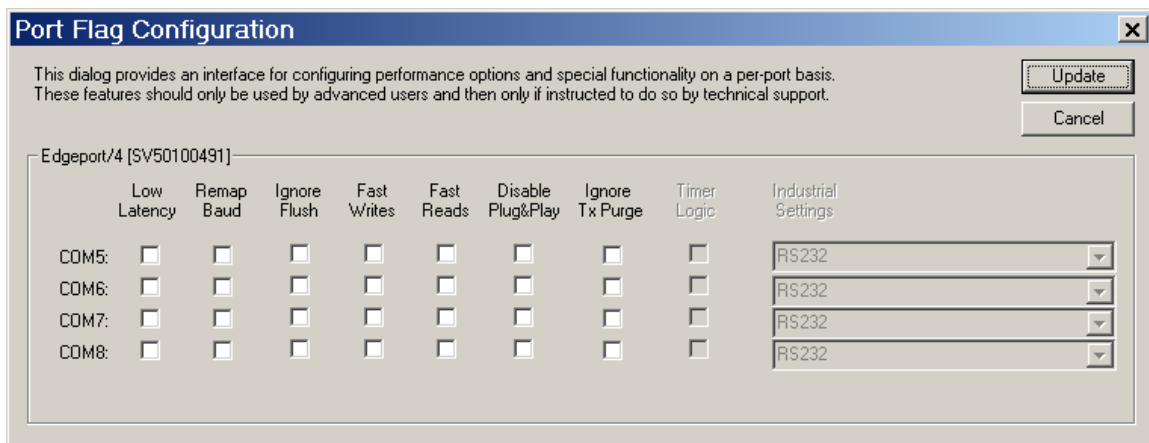 Port Flag Configuration
This dialog provides an interface for configuring performance options and special functionality on a per-port basis.
These features should only be used by advanced users and then only if instructed to do so by technical support.
Update
Cancel
Edgeport/4 [SV50100491]
Low Remap Ignore Fast Fast Disable Ignore Timer Industrial
Latency Baud Flush Writes Reads Plug&Play Tx Purge Logic Settings
COM5: RS232
COM6: RS232
COM7: RS232
COM8: RS232